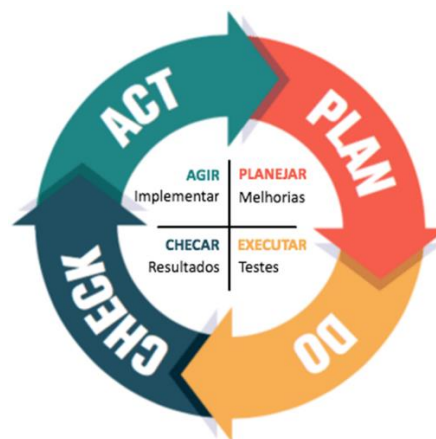 ACT
PLAN
AGIR
Implementar
PLANEJAR
Melhorias
CHECAR
Resultados
EXECUTAR
Testes
CHECK
DO